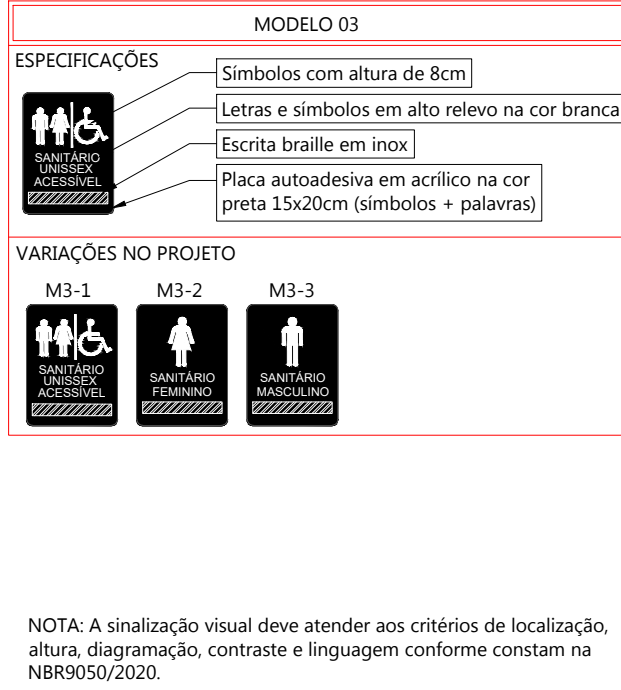 MODELO 03
ESPECIFICAÇÕES
SANITÁRIO
UNISSEX
ACESSÍVEL
Símbolos com altura de 8cm
Letras e símbolos em alto relevo na cor branca
Escrita braille em inox
Placa autoadesiva em acrílico na cor
preta 15x20cm (símbolos + palavras)
VARIAÇÕES NO PROJETO
M3-1
SANITÁRIO
UNISSEX
ACESSÍVEL
M3-2
SANITÁRIO
FEMININO
M3-3
SANITÁRIO
MASCULINO
NOTA: A sinalização visual deve atender aos critérios de localização,
altura, diagramação, contraste e linguagem conforme constam na
NBR9050/2020.